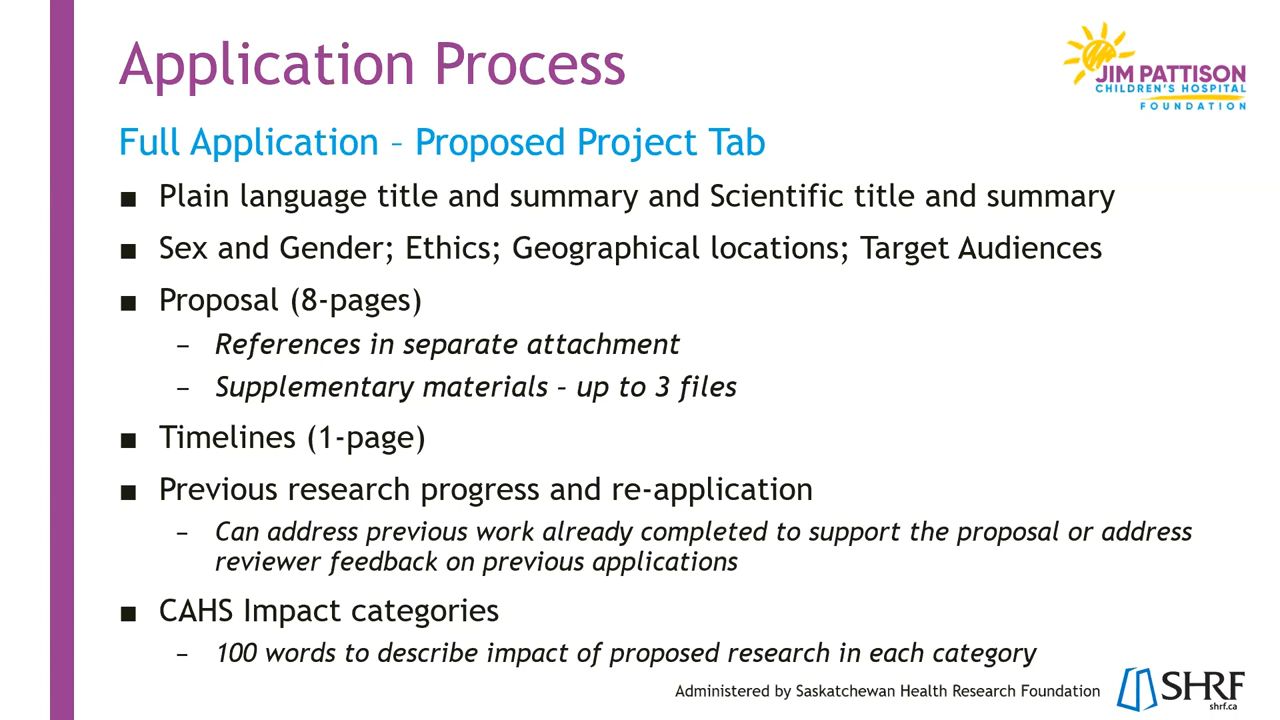 Application Process
JIM PATTISON
CHILDREN'S HOSPITAL
FOUNDATION
Full Application – Proposed Project Tab
■ Plain language title and summary and Scientific title and summary
■ Sex and Gender; Ethics; Geographical locations; Target Audiences
■ Proposal (8-pages)
– References in separate attachment
– Supplementary materials – up to 3 files
■ Timelines (1-page)
■ Previous research progress and re-application
– Can address previous work already completed to support the proposal or address
reviewer feedback on previous applications
■ CAHS Impact categories
– 100 words to describe impact of proposed research in each category
Administered by Saskatchewan Health Research Foundation
SHRF
shrf.ca